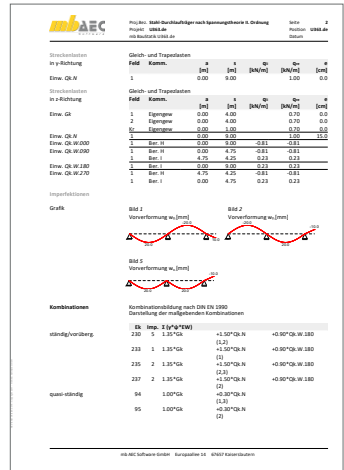 mbAEC
Proj.Bez Stahl-Durchlaufträger nach Spannungstheorie II. Ordnung Seite 2
Projekt U363.de Position U363.de
mb BauStatik U363.de Datum
Streckenlasten Gleich- und Trapezlasten
in y-Richtung Feld Komm. a s q₁ qᵣₑ e
[m] [m] [kN/m] [kN/m] [cm]
Einw. Qk.N 1 0.00 9.00 1.00 0.0
Streckenlasten Gleich- und Trapezlasten
in z-Richtung Feld Komm. a s
[m] [m] [kN/m] [kN/m] [cm]
Einw. Gk 1 Eigengew 0.00 4.00 0.70 0.0
2 Eigengew 0.00 4.00 0.70 0.0
Kr Eigengew 0.00 1.00 0.70 0.0
Einw. Qk.N 1 0.00 9.00 1.00 15.0
Einw. Qk.W.000 1 Ber. H 0.00 9.00 -0.81 -0.81
Einw. Qk.W.090 1 Ber. H 0.00 4.75 -0.81 -0.81
1 Ber. I 4.75 4.25 0.23 0.23
Einw. Qk.W.180 1 Ber. I 0.00 9.00 0.23 0.23
Einw. Qk.W.270 1 Ber. H 0.00 4.75 -0.81 -0.81
1 Ber. I 4.75 4.25 0.23 0.23
Imperfektionen
Grafik Bild 1 Bild 2
Vorverformung w₀ [mm] Vorverformung w₀ [mm]
Bild 5
Vorverformung w₀ [mm]
Kombinationen Kombinationsbildung nach DIN EN 1990
Darstellung der maßgebenden Kombinationen
Ek Imp. Σ (γ*ψ*EW)
ständig/vorüberg. 230 5 1.35*Gk +1.50*Qk.N +0.90*Qk.W.180
(1,2)
233 1 1.35*Gk +1.50*Qk.N +0.90*Qk.W.180
(1)
235 2 1.35*Gk +1.50*Qk.N +0.90*Qk.W.180
(2,3)
237 2 1.35*Gk +1.50*Qk.N +0.90*Qk.W.180
(2)
quasi-ständig 94 1.00*Gk +0.30*Qk.N
(1,3)
95 1.00*Gk +0.30*Qk.N
(2)
mb AEC Software GmbH Europaallee 14 67657 Kaiserslautern